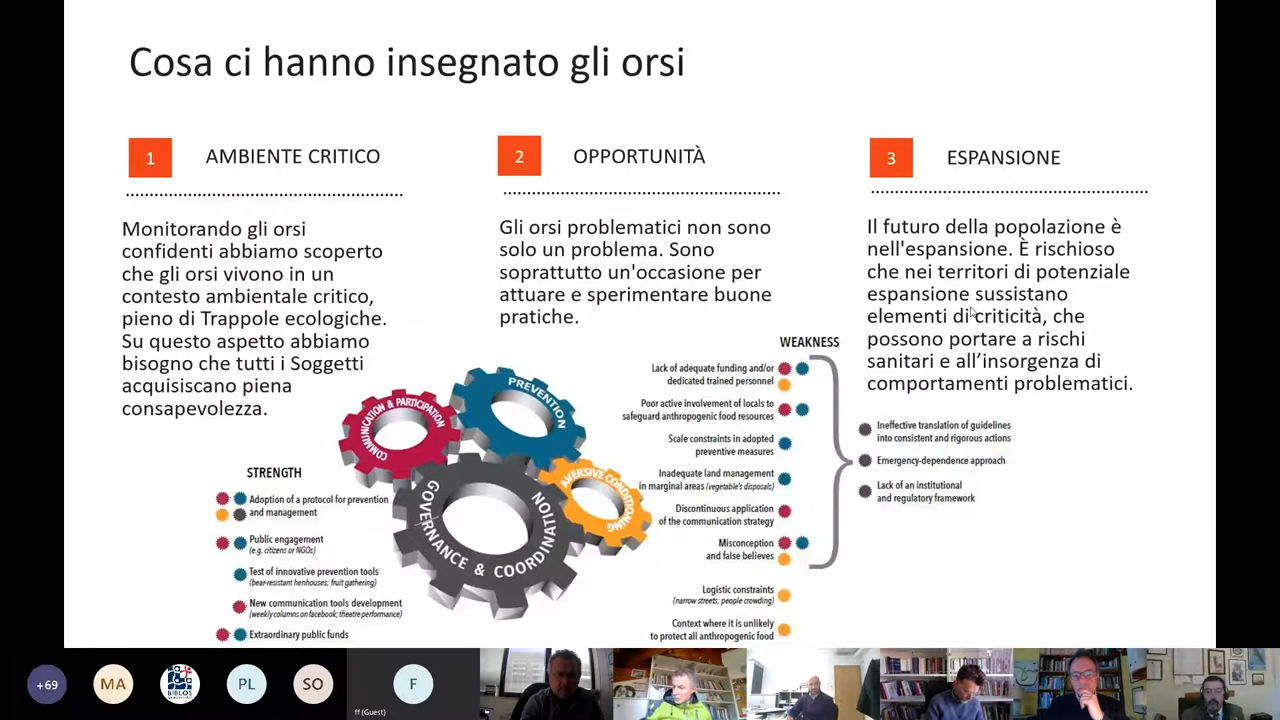 Cosa ci hanno insegnato gli orsi
1
AMBIENTE CRITICO
Monitorando gli orsi
confidenti abbiamo scoperto
che gli orsi vivono in un
contesto ambientale critico,
pieno di Trappole ecologiche.
Su questo aspetto abbiamo
bisogno che tutti i Soggetti
acquisiscano piena
consapevolezza.
2
OPPORTUNITÀ
Gli orsi problematici non sono
solo un problema. Sono
soprattutto un'occasione per
attuare e sperimentare buone
pratiche.
3
ESPANSIONE
Il futuro della popolazione è
nell'espansione. È rischioso
che nei territori di potenziale
espansione sussistano
elementi di criticità, che
possono portare a rischi
sanitari e all’insorgenza di
comportamenti problematici.
STRENGTH
Adoption of a protocol for prevention
and management
Public engagement
(e.g. citizens or NGOs)
Test of innovative prevention tools
(bear-resistant henhouses; fruit gathering)
New communication tools development
(weekly columns on facebook; theatre performance)
Extraordinary public funds
COMMUNICATION & PARTICIPATION
PREVENTION
AVERSIVE CONDITIONING
GOVERNANCE & COORDINATION
WEAKNESS
Lack of adequate funding and/or
dedicated trained personnel
Poor active involvement of locals to
safeguard anthropogenic food resources
Scale constraints in adopted
preventive measures
Inadequate land management
in marginal areas (vegetable's disposals)
Discontinuous application
of the communication strategy
Misconception
and false believes
Logistic constraints
(narrow streets; people crowding)
Context where it is unlikely
to protect all anthropogenic food
Ineffective translation of guidelines
into consistent and rigorous actions
Emergency-dependence approach
Lack of an institutional
and regulatory framework
+69
MA
BIBLOS
PL
SO
F
ff (Guest)